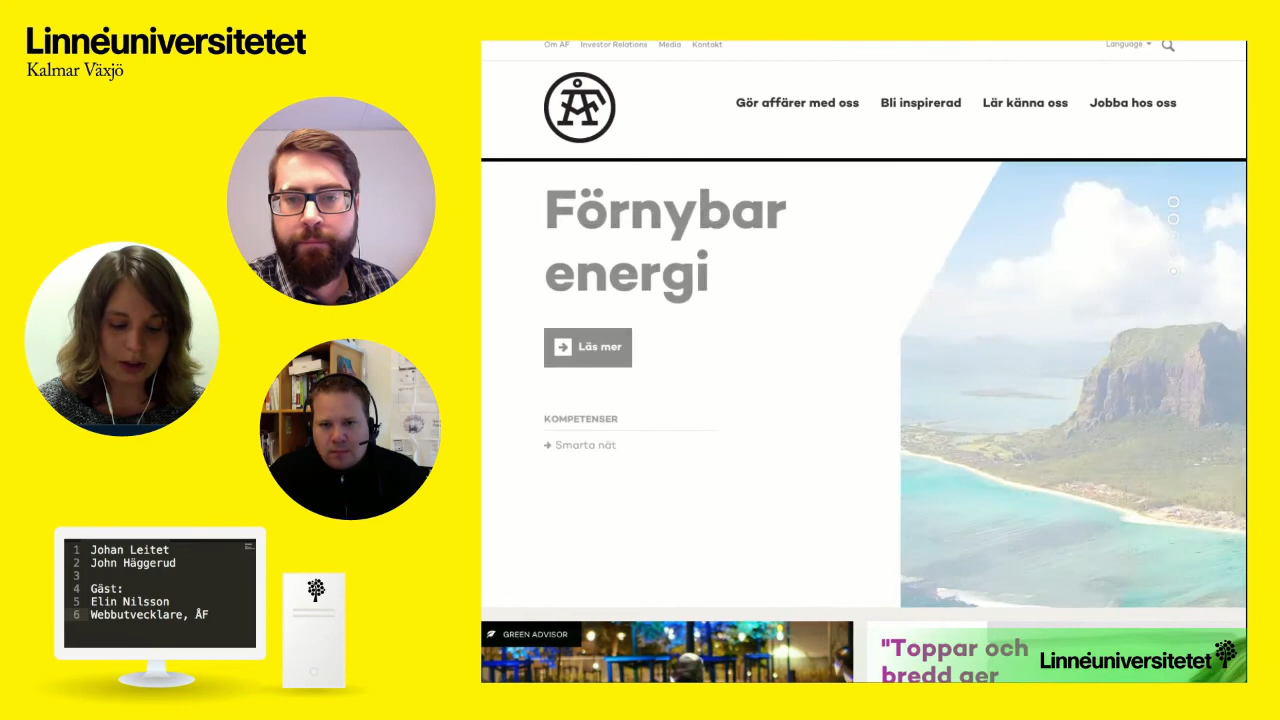 Linnéuniversitetet
Kalmar Växjö
1 Johan Leitet
2 John Häggerud
3
4 Gäst:
5 Elin Nilsson
6 Webbutvecklare, ÅF
Om ÅF Investor Relations Media Kontakt Language
ÅF
Gör affärer med oss Bli inspirerad Lär känna oss Jobba hos oss
Förnybar
energi
Läs mer
KOMPETENSER
Smarta nät
GREEN ADVISOR
"Toppar och
bredd ger
Linnéuniversitetet